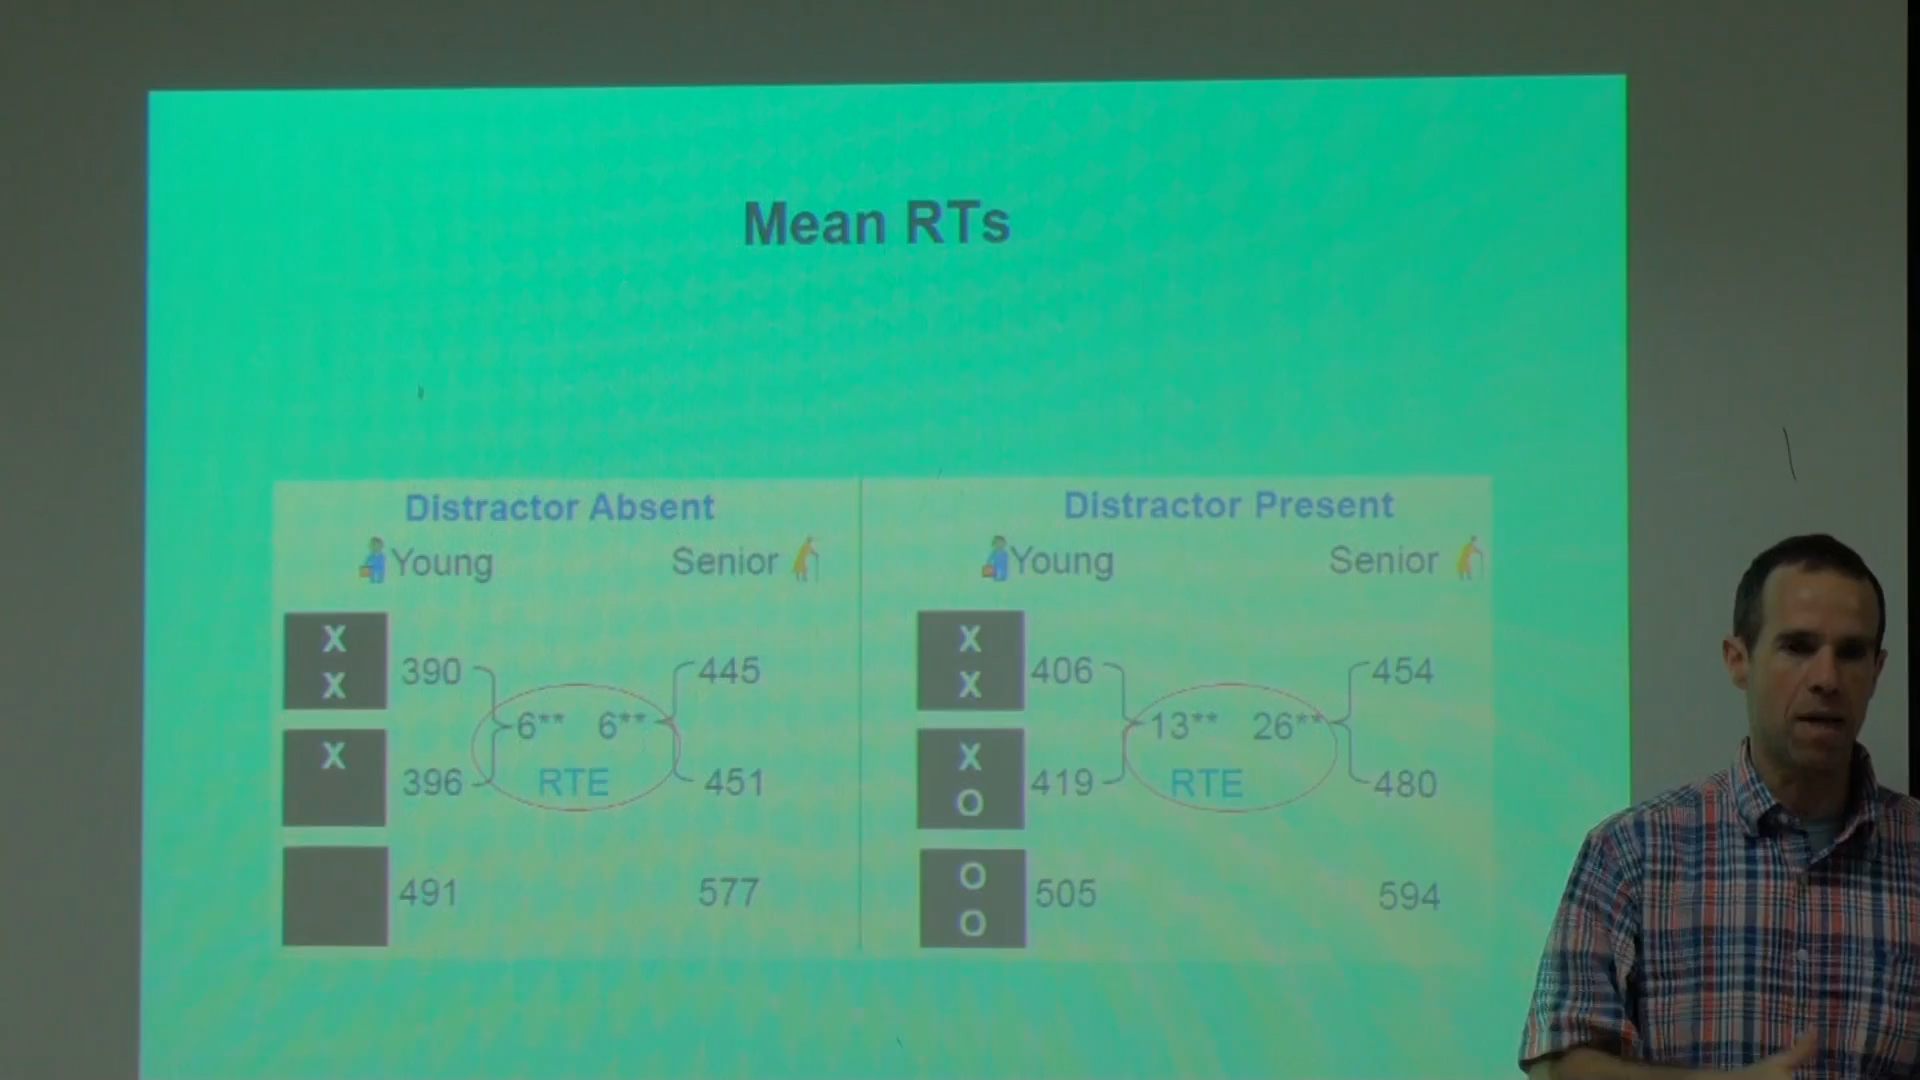 Mean RTs
Distractor Absent Distractor Present
Young Senior Young Senior
X X
X 390 445 X 406 454
6** 6** 13** 26**
X X
396 RTE 451 O 419 RTE 480
O
491 577 O 505 594